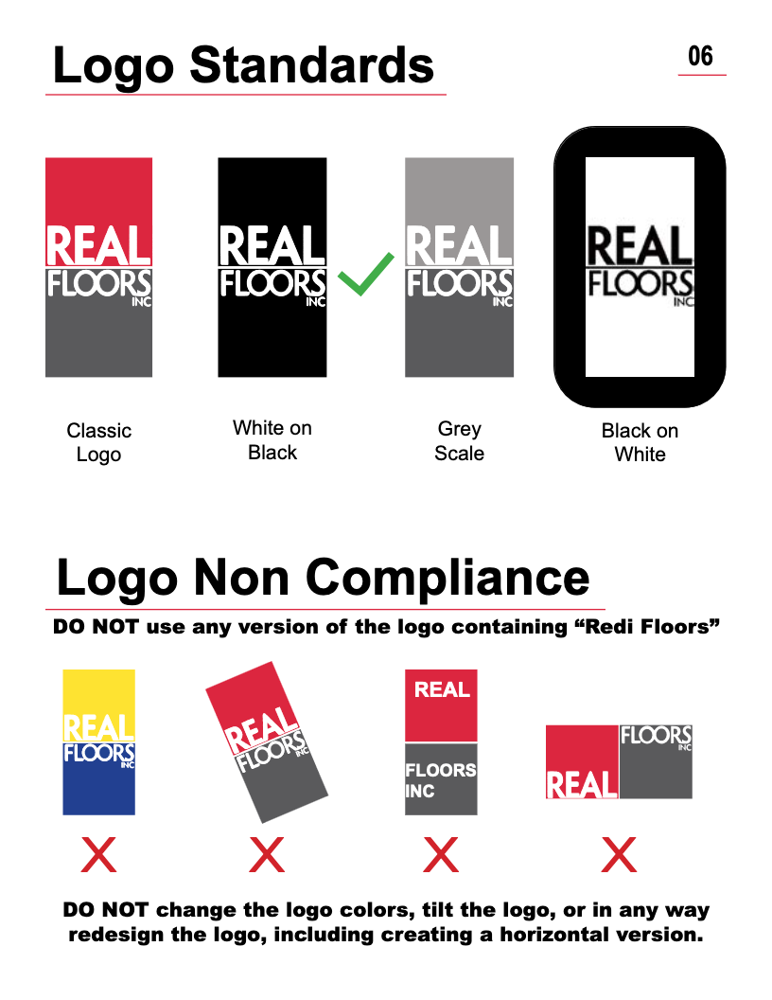 Logo Standards
06
REAL
FLOORS
INC
REAL
FLOORS
INC
REAL
FLOORS
INC
REAL
FLOORS
INC
Classic
Logo
White on
Black
Grey
Scale
Black on
White
Logo Non Compliance
DO NOT use any version of the logo containing “Redi Floors”
REAL
FLOORS
INC
REAL
FLOORS
INC
REAL
FLOORS
INC
REAL
FLOORS
INC
DO NOT change the logo colors, tilt the logo, or in any way
redesign the logo, including creating a horizontal version.